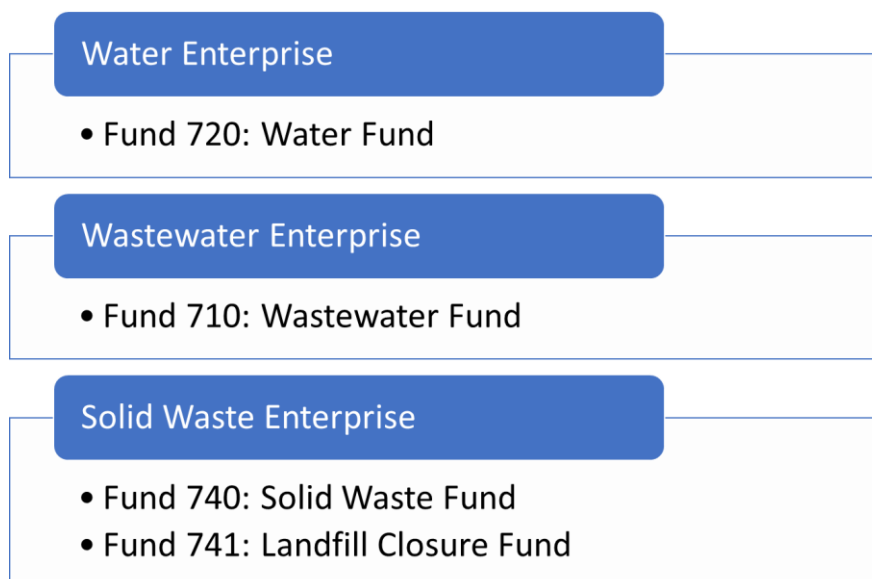 Water Enterprise
• Fund 720: Water Fund
Wastewater Enterprise
• Fund 710: Wastewater Fund
Solid Waste Enterprise
• Fund 740: Solid Waste Fund
• Fund 741: Landfill Closure Fund